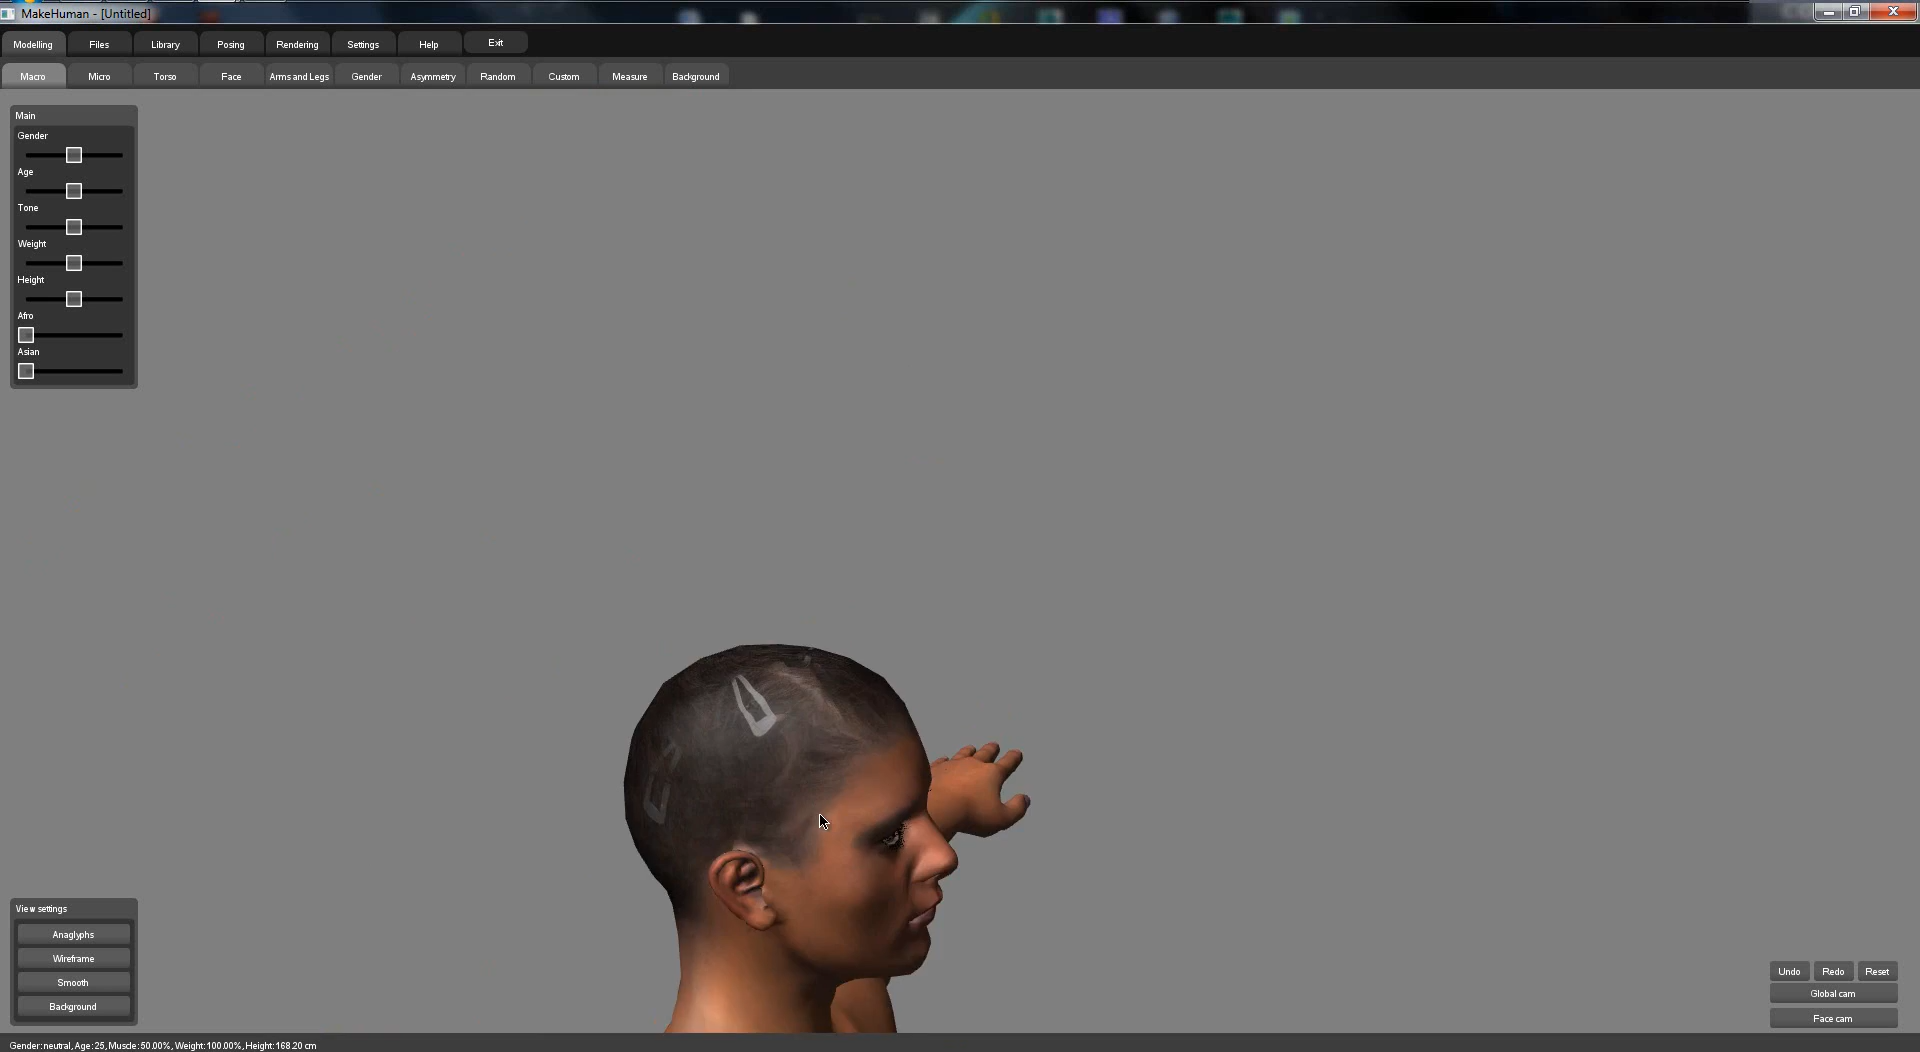 MakeHuman - [Untitled]
Modelling Files Library Posing Rendering Settings Help Exit
Macro Micro Torso Face Arms and Legs Gender Asymmetry Random Custom Measure Background
Main
Gender
Age
Tone
Weight
Height
Afro
Asian
View settings
Anaglyphs
Wireframe
Smooth
Background
Undo Redo Reset
Global cam
Face cam
Gender: neutral, Age: 25, Muscle: 50.00%, Weight: 100.00%, Height: 168.20 cm